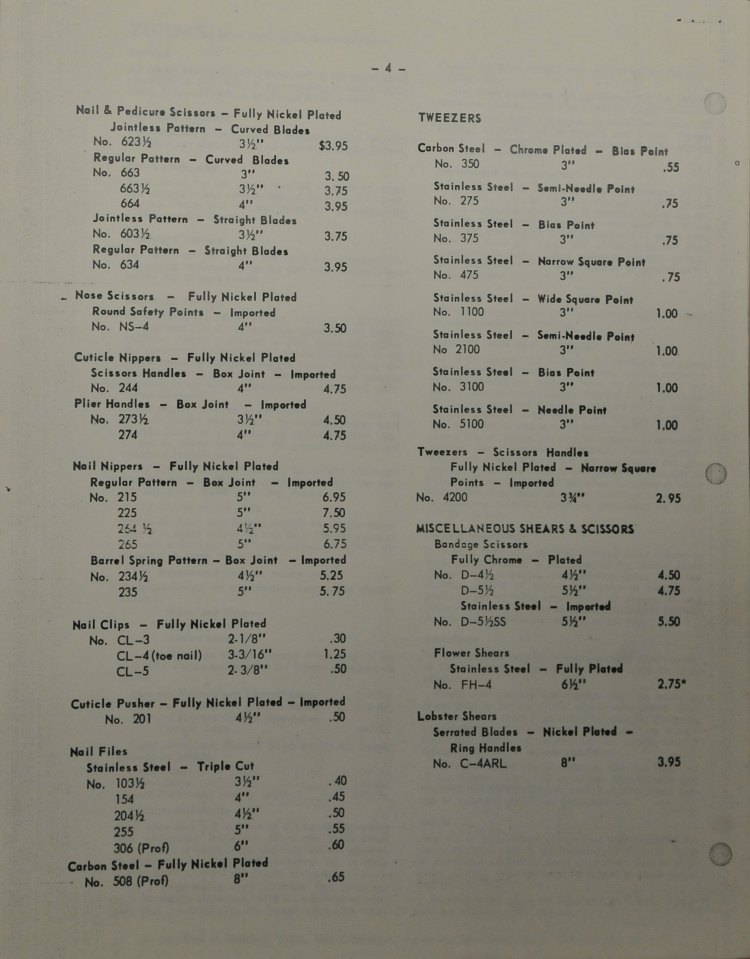 - 4 -
Nail & Pedicure Scissors - Fully Nickel Plated
Jointless Pattern - Curved Blades
No. 623½ 3½" $3.95
Regular Pattern - Curved Blades
No. 663 3" 3.50
663½ 3½" 3.75
664 4" 3.95
Jointless Pattern - Straight Blades
No. 603½ 3½" 3.75
Regular Pattern - Straight Blades
No. 634 4" 3.95
Nose Scissors - Fully Nickel Plated
Round Safety Points - Imported
No. NS-4 4" 3.50
Cuticle Nippers - Fully Nickel Plated
Scissors Handles - Box Joint - Imported
No. 244 4" 4.75
Plier Handles - Box Joint - Imported
No. 273½ 3½" 4.50
274 4" 4.75
Nail Nippers - Fully Nickel Plated
Regular Pattern - Box Joint - Imported
No. 215 5" 6.95
225 5" 7.50
264 ½ 4½" 5.95
265 5" 6.75
Barrel Spring Pattern - Box Joint - Imported
No. 234½ 4½" 5.25
235 5" 5.75
Nail Clips - Fully Nickel Plated
No. CL-3 2-1/8" .30
CL-4(toe nail) 3-3/16" 1.25
CL-5 2-3/8" .50
Cuticle Pusher - Fully Nickel Plated - Imported
No. 201 4½" .50
Nail Files
Stainless Steel - Triple Cut
No. 103½ 3½" .40
154 4" .45
204½ 4½" .50
255 5" .55
306 (Prof) 6" .60
Carbon Steel - Fully Nickel Plated
No. 508 (Prof) 8" .65
TWEEZERS
Carbon Steel - Chrome Plated - Bias Point
No. 350 3" .55
Stainless Steel - Semi-Needle Point
No. 275 3" .75
Stainless Steel - Bias Point
No. 375 3" .75
Stainless Steel - Narrow Square Point
No. 475 3" .75
Stainless Steel - Wide Square Point
No. 1100 3" 1.00
Stainless Steel - Semi-Needle Point
No 2100 3" 1.00
Stainless Steel - Bias Point
No. 3100 3" 1.00
Stainless Steel - Needle Point
No. 5100 3" 1.00
Tweezers - Scissors Handles
Fully Nickel Plated - Narrow Square
Points - Imported
No. 4200 3¾" 2.95
MISCELLANEOUS SHEARS & SCISSORS
Bandage Scissors
Fully Chrome - Plated
No. D-4½ 4½" 4.50
D-5½ 5½" 4.75
Stainless Steel - Imported
No. D-5½SS 5½" 5.50
Flower Shears
Stainless Steel - Fully Plated
No. FH-4 6½" 2.75*
Lobster Shears
Serrated Blades - Nickel Plated -
Ring Handles
No. C-4ARL 8" 3.95